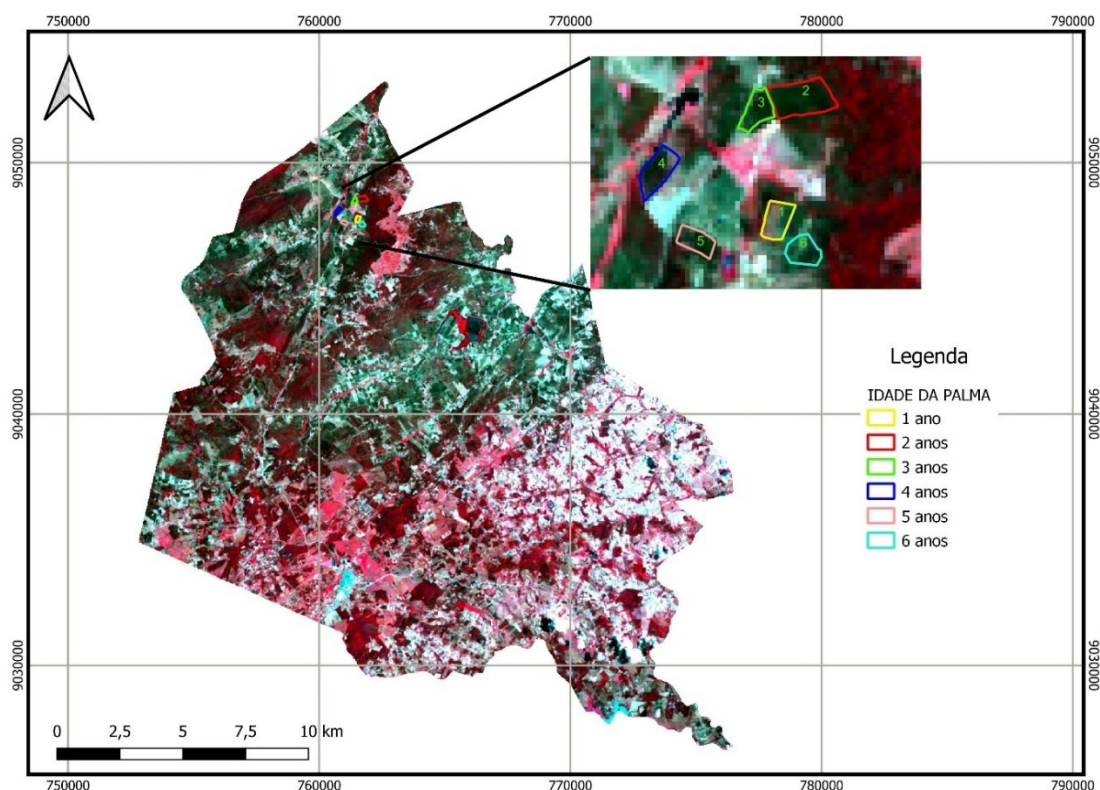 750000 760000 770000 780000 790000
9050000 9050000
9040000 9040000
9030000 9030000
2
3
4
1
5
6
Legenda
IDADE DA PALMA
1 ano
2 anos
3 anos
4 anos
5 anos
6 anos
0 2,5 5 7,5 10 km
750000 760000 770000 780000 790000